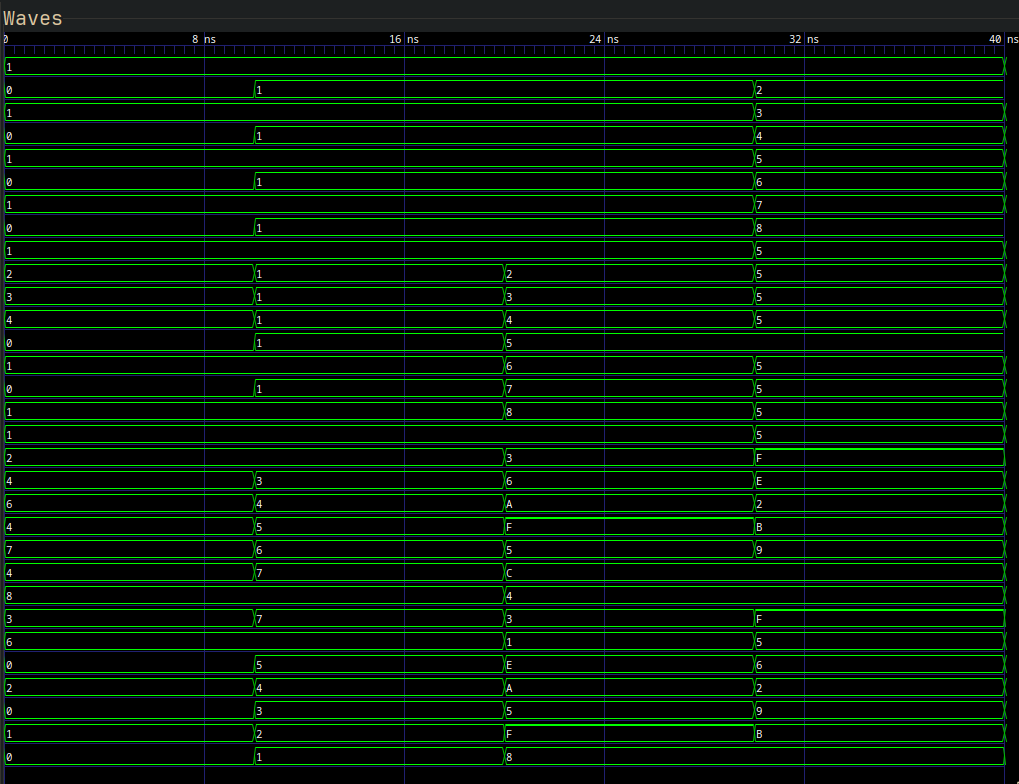 Waves
0 8 ns 16 ns 24 ns 32 ns 40 ns
1
0 1 2
1 3
0 1 4
1 5
0 1 6
1 7
0 1 8
1 5
2 1 2 5
3 1 3 5
4 1 4 5
0 1 5
1 6 5
0 1 7 5
1 8 5
1 5
2 3 F
4 3 6 E
6 4 A 2
4 5 F B
7 6 5 9
4 7 C
8 4
3 7 3 F
6 1 5
0 5 E 6
2 4 A 2
0 3 5 9
1 2 F B
0 1 8